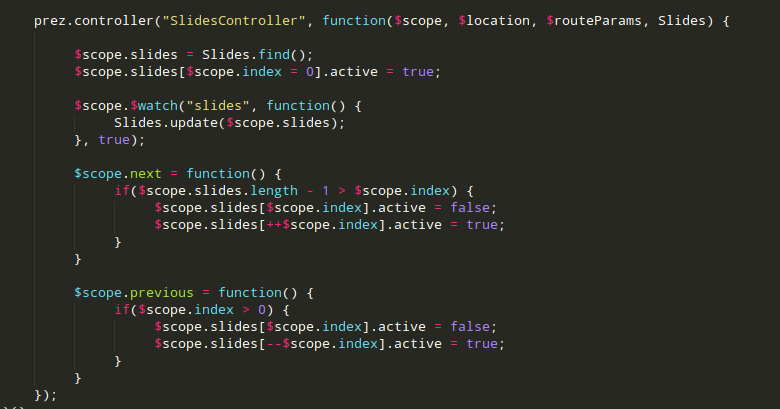 prez.controller("SlidesController", function($scope, $location, $routeParams, Slides) {
$scope.slides = Slides.find();
$scope.slides[$scope.index = 0].active = true;
$scope.$watch("slides", function() {
Slides.update($scope.slides);
}, true);
$scope.next = function() {
if($scope.slides.length - 1 > $scope.index) {
$scope.slides[$scope.index].active = false;
$scope.slides[++$scope.index].active = true;
}
}
$scope.previous = function() {
if($scope.index > 0) {
$scope.slides[$scope.index].active = false;
$scope.slides[--$scope.index].active = true;
}
}
});